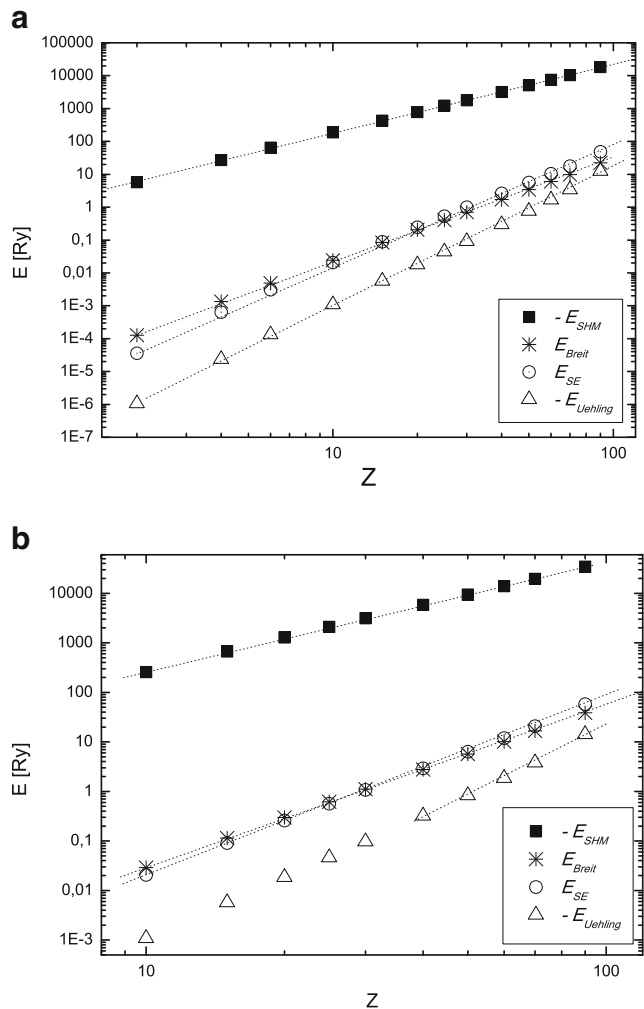 a
100000
10000
1000
100
10
1
0,1
0,01
1E-3
1E-4
1E-5
1E-6
1E-7
E [Ry]
10
100
Z
- E_SHM
E_Breit
E_SE
- E_Uehling
b
10000
1000
100
10
1
0,1
0,01
1E-3
E [Ry]
10
100
Z
- E_SHM
E_Breit
E_SE
- E_Uehling